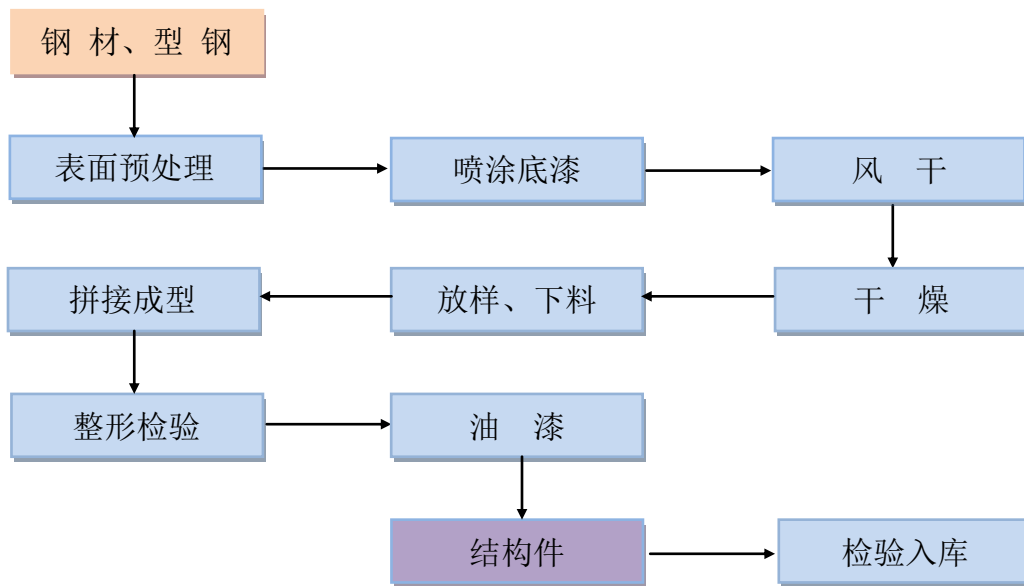 钢 材、型 钢
表面预处理
喷涂底漆
风 干
干 燥
放样、下料
拼接成型
整形检验
油 漆
结构件
检验入库